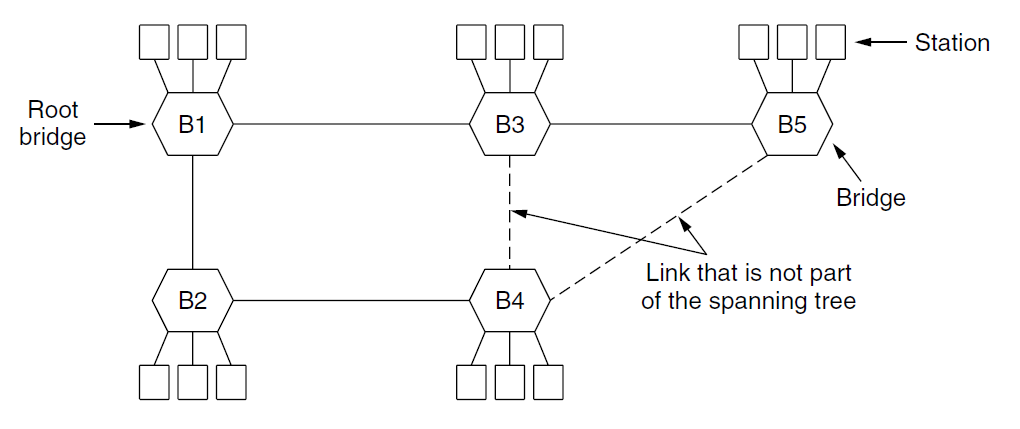 Station
Root
bridge
B1
B3
B5
Bridge
Link that is not part
of the spanning tree
B2
B4